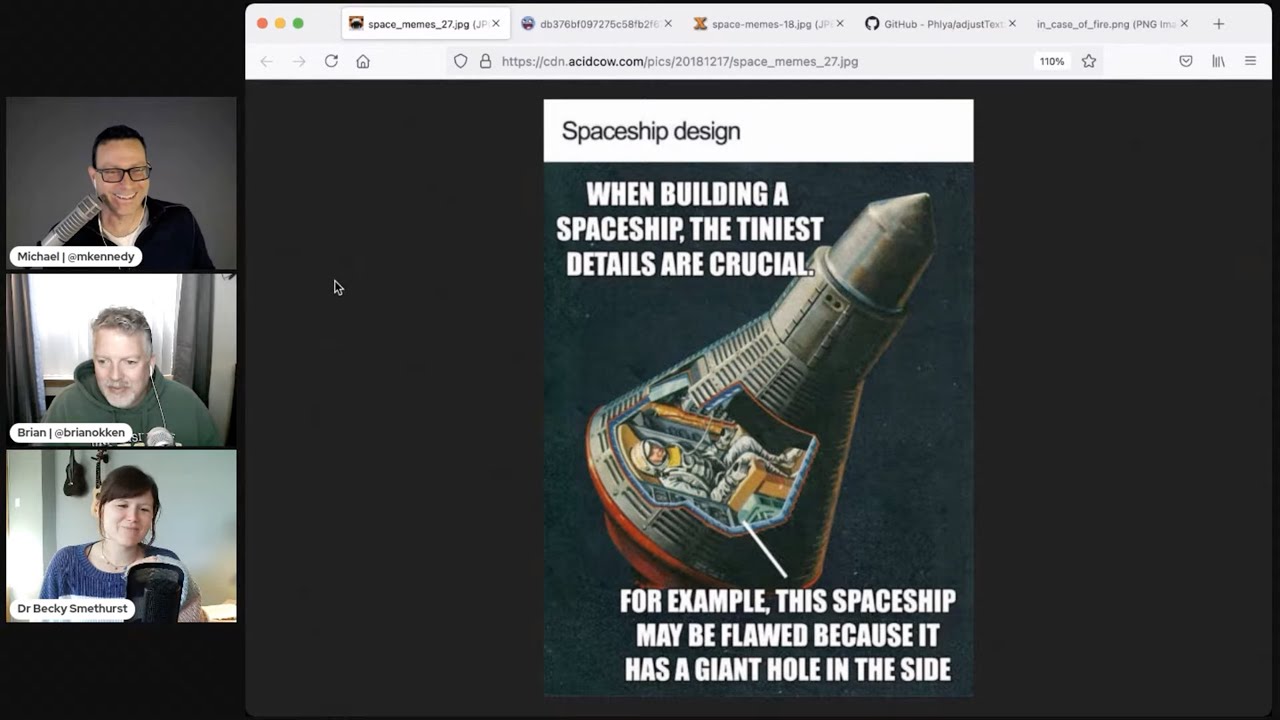 space_memes_27.jpg (JP
db376bf097275c58fb2f6
space-memes-18.jpg (JP
GitHub - Phlya/adjustText
in_case_of_fire.png (PNG Ima
https://cdn.acidcow.com/pics/20181217/space_memes_27.jpg
110%
Spaceship design
WHEN BUILDING A
SPACESHIP, THE TINIEST
DETAILS ARE CRUCIAL.
FOR EXAMPLE, THIS SPACESHIP
MAY BE FLAWED BECAUSE IT
HAS A GIANT HOLE IN THE SIDE
Michael | @mkennedy
Brian | @brianokken
Dr Becky Smethurst